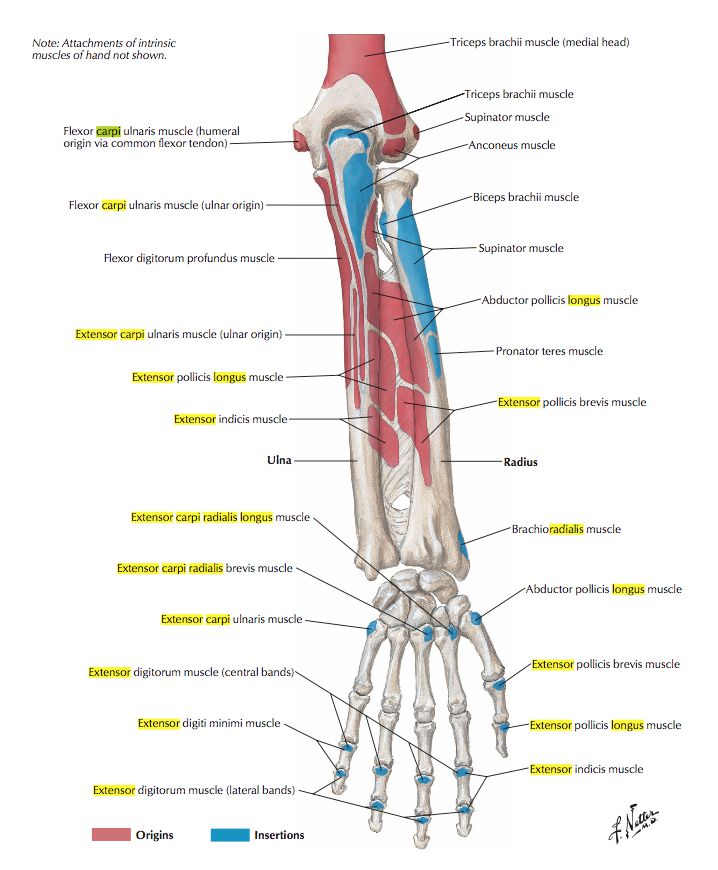 Note: Attachments of intrinsic
muscles of hand not shown.
Triceps brachii muscle (medial head)
Triceps brachii muscle
Supinator muscle
Flexor carpi ulnaris muscle (humeral
origin via common flexor tendon)
Anconeus muscle
Biceps brachii muscle
Flexor carpi ulnaris muscle (ulnar origin)
Supinator muscle
Flexor digitorum profundus muscle
Abductor pollicis longus muscle
Extensor carpi ulnaris muscle (ulnar origin)
Pronator teres muscle
Extensor pollicis longus muscle
Extensor pollicis brevis muscle
Extensor indicis muscle
Ulna
Radius
Extensor carpi radialis longus muscle
Brachioradialis muscle
Extensor carpi radialis brevis muscle
Abductor pollicis longus muscle
Extensor carpi ulnaris muscle
Extensor pollicis brevis muscle
Extensor digitorum muscle (central bands)
Extensor digiti minimi muscle
Extensor pollicis longus muscle
Extensor indicis muscle
Extensor digitorum muscle (lateral bands)
Origins
Insertions
F. Netter
M.D.